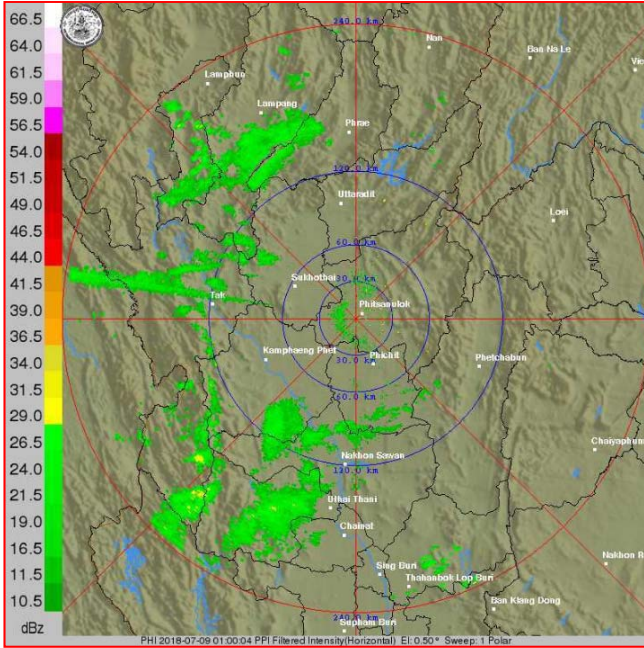 66.5
64.0
61.5
59.0
56.5
54.0
51.5
49.0
46.5
44.0
41.5
39.0
36.5
34.0
31.5
29.0
26.5
24.0
21.5
19.0
16.5
11.5
10.5
dBz
240.0 km
Nan
Ban Na Le
Lamphun
Lampang
Phrae
120.0 km
Uttaradit
Loei
60.0 km
30.0 km
Sukhothai
Tak
Phitsanulok
Kamphaeng Phet
Phichit
30.0 km
Phetchabun
60.0 km
Chaiyaphum
Nakhon Sawan
120.0 km
Uthai Thani
Chainat
Sing Buri
Thahanbok Lop Buri
Nakhon R
Ban Klang Dong
240.0 km
Suphan Buri
PHI 2018-07-09 01:00:04 PPI Filtered Intensity(Horizontal) El: 0.50° Sweep: 1 Polar